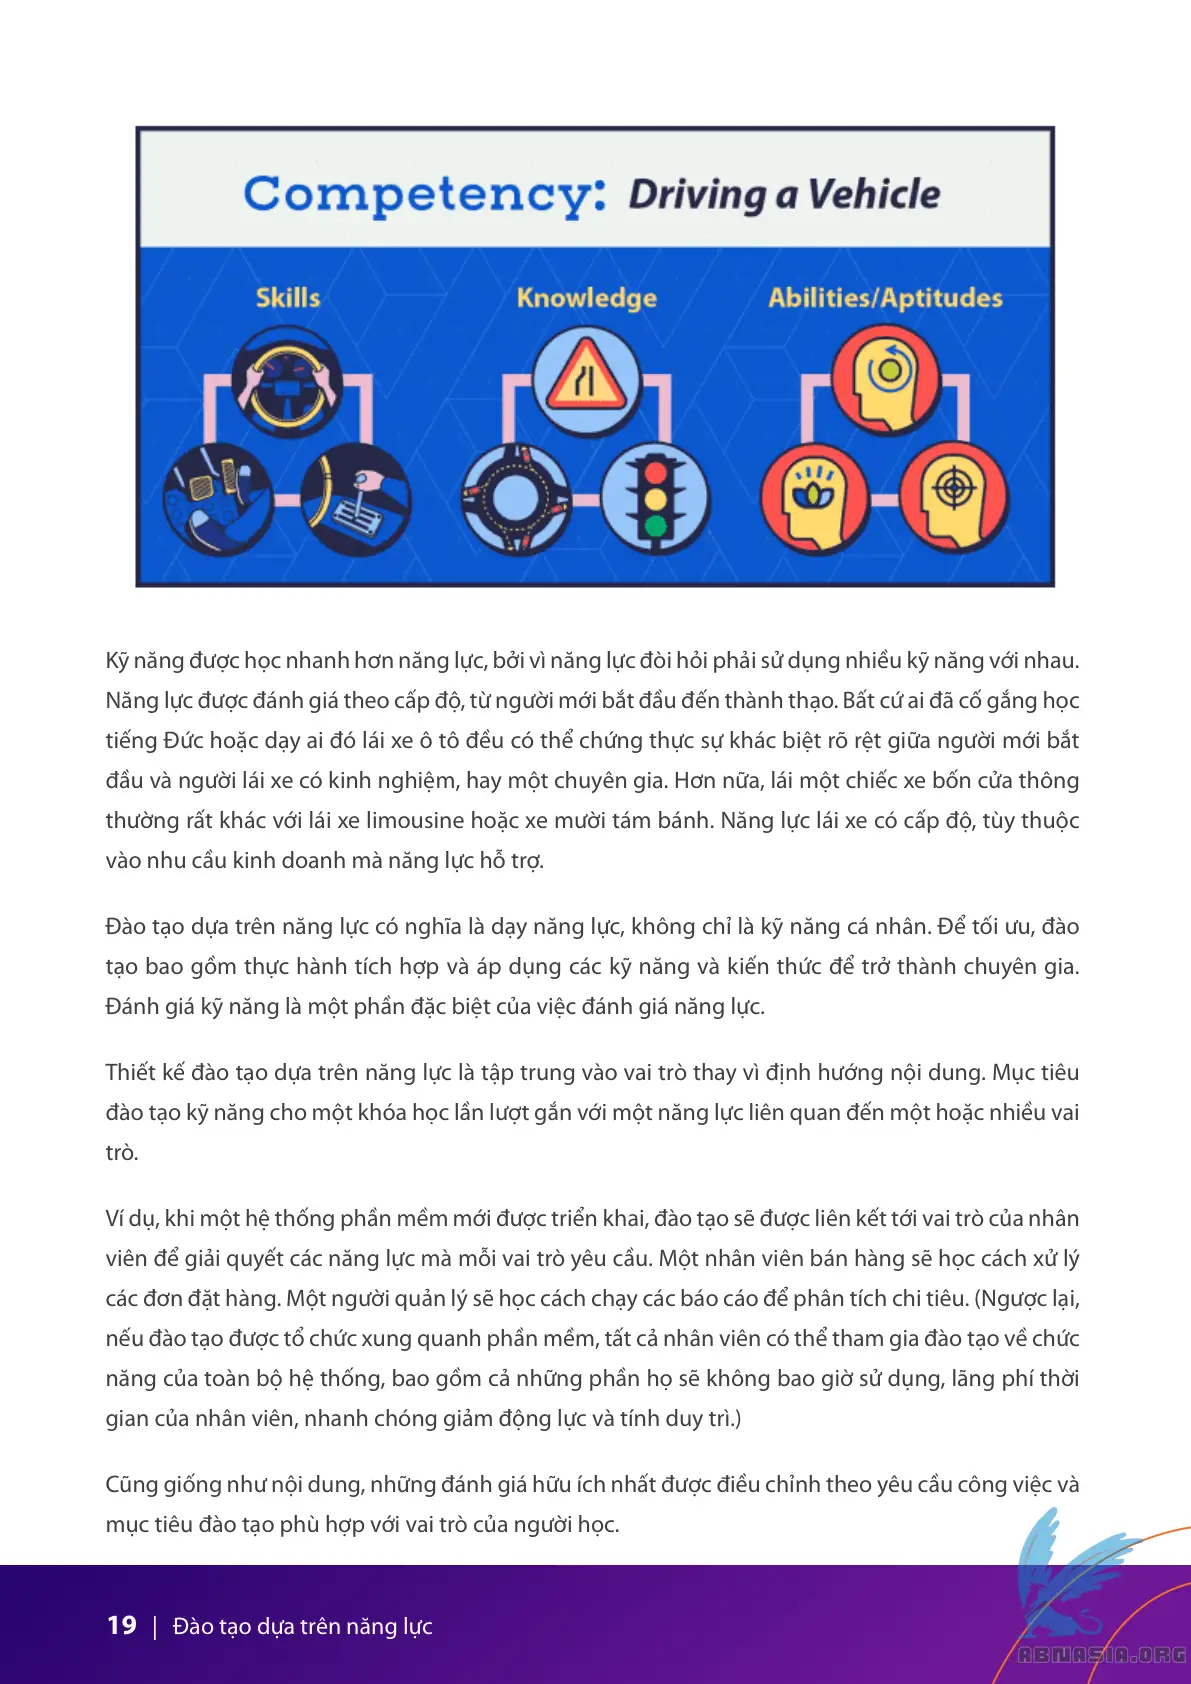 Competency: Driving a Vehicle
Skills
Knowledge
Abilities/Aptitudes
Kỹ năng được học nhanh hơn năng lực, bởi vì năng lực đòi hỏi phải sử dụng nhiều kỹ năng với nhau.
Năng lực được đánh giá theo cấp độ, từ người mới bắt đầu đến thành thạo. Bất cứ ai đã cố gắng học
tiếng Đức hoặc dạy ai đó lái xe ô tô đều có thể chứng thực sự khác biệt rõ rệt giữa người mới bắt
đầu và người lái xe có kinh nghiệm, hay một chuyên gia. Hơn nữa, lái một chiếc xe bốn cửa thông
thường rất khác với lái xe limousine hoặc xe mười tám bánh. Năng lực lái xe có cấp độ, tùy thuộc
vào nhu cầu kinh doanh mà năng lực hỗ trợ.
Đào tạo dựa trên năng lực có nghĩa là dạy năng lực, không chỉ là kỹ năng cá nhân. Để tối ưu, đào
tạo bao gồm thực hành tích hợp và áp dụng các kỹ năng và kiến thức để trở thành chuyên gia.
Đánh giá kỹ năng là một phần đặc biệt của việc đánh giá năng lực.
Thiết kế đào tạo dựa trên năng lực là tập trung vào vai trò thay vì định hướng nội dung. Mục tiêu
đào tạo kỹ năng cho một khóa học lần lượt gắn với một năng lực liên quan đến một hoặc nhiều vai
trò.
Ví dụ, khi một hệ thống phần mềm mới được triển khai, đào tạo sẽ được liên kết tới vai trò của nhân
viên để giải quyết các năng lực mà mỗi vai trò yêu cầu. Một nhân viên bán hàng sẽ học cách xử lý
các đơn đặt hàng. Một người quản lý sẽ học cách chạy các báo cáo để phân tích chi tiêu. (Ngược lại,
nếu đào tạo được tổ chức xung quanh phần mềm, tất cả nhân viên có thể tham gia đào tạo về chức
năng của toàn bộ hệ thống, bao gồm cả những phần họ sẽ không bao giờ sử dụng, lãng phí thời
gian của nhân viên, nhanh chóng giảm động lực và tính duy trì.)
Cũng giống như nội dung, những đánh giá hữu ích nhất được điều chỉnh theo yêu cầu công việc và
mục tiêu đào tạo phù hợp với vai trò của người học.
19 | Đào tạo dựa trên năng lực
ABNASIA.ORG